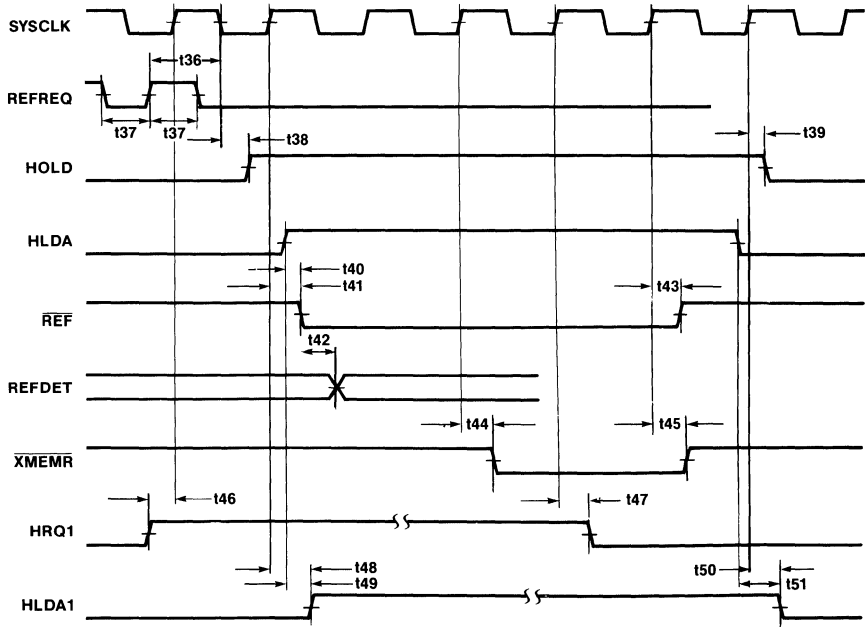 SYSCLK
t36
REFREQ
t37 t37
t38 t39
HOLD
HLDA
t40
t41 t43
REF
t42
REFDET
t44 t45
XMEMR
t46 t47
HRQ1
t48 t50
t49 t51
HLDA1